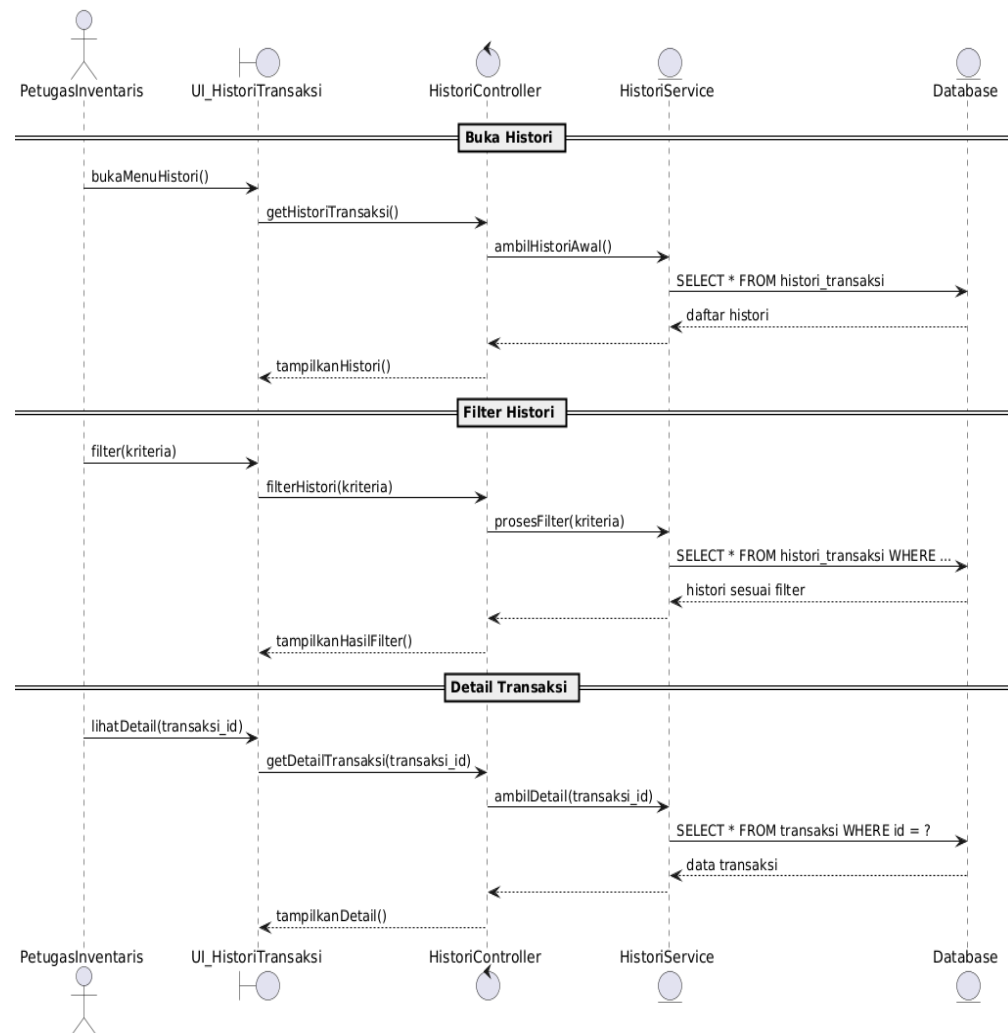 PetugasInventaris
UI_HistoriTransaksi
HistoriController
HistoriService
Database
Buka Histori
bukaMenuHistori()
getHistoriTransaksi()
ambilHistoriAwal()
SELECT * FROM histori_transaksi
daftar histori
tampilkanHistori()
Filter Histori
filter(kriteria)
filterHistori(kriteria)
prosesFilter(kriteria)
SELECT * FROM histori_transaksi WHERE ...
histori sesuai filter
tampilkanHasilFilter()
Detail Transaksi
lihatDetail(transaksi_id)
getDetailTransaksi(transaksi_id)
ambilDetail(transaksi_id)
SELECT * FROM transaksi WHERE id = ?
data transaksi
tampilkanDetail()
PetugasInventaris
UI_HistoriTransaksi
HistoriController
HistoriService
Database